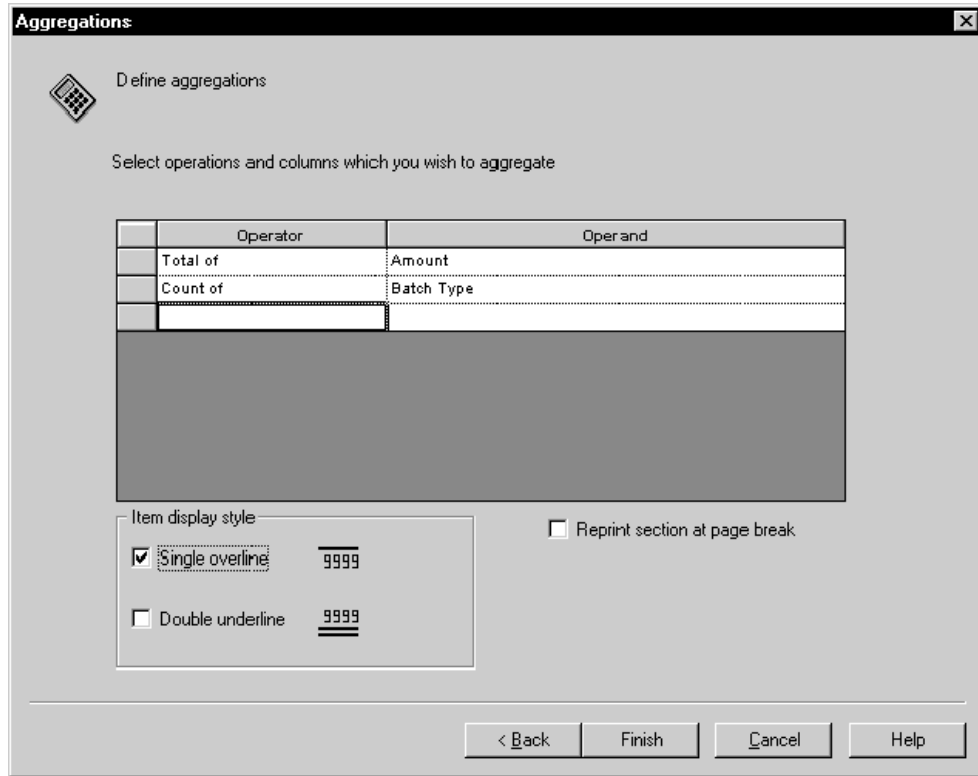 Aggregations
Define aggregations
Select operations and columns which you wish to aggregate
Operator Operand
Total of Amount
Count of Batch Type
Item display style
Single overline 9999
Reprint section at page break
Double underline 9999
< Back Finish Cancel Help